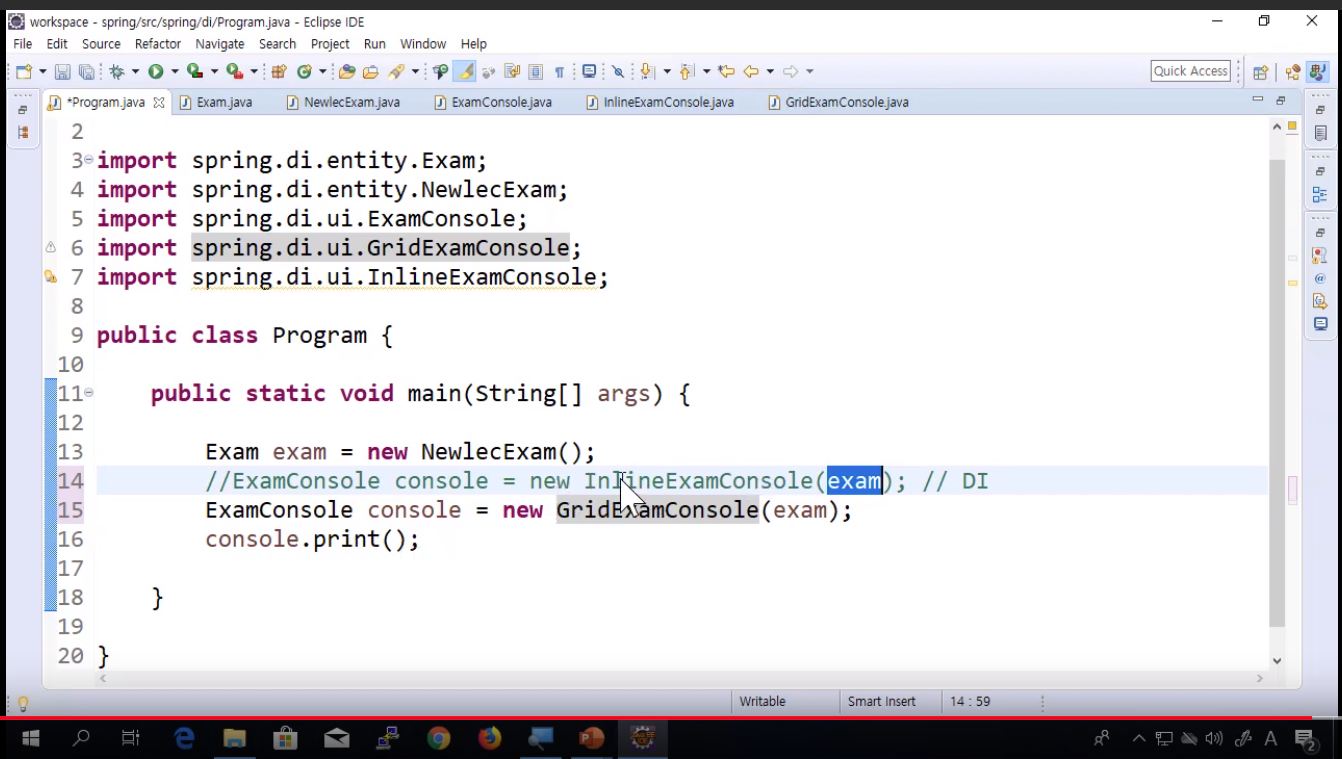 workspace - spring/src/spring/di/Program.java - Eclipse IDE
File Edit Source Refactor Navigate Search Project Run Window Help
Quick Access
*Program.java Exam.java NewlecExam.java ExamConsole.java InlineExamConsole.java GridExamConsole.java
2
3 import spring.di.entity.Exam;
4 import spring.di.entity.NewlecExam;
5 import spring.di.ui.ExamConsole;
6 import spring.di.ui.GridExamConsole;
7 import spring.di.ui.InlineExamConsole;
8
9 public class Program {
10
11 public static void main(String[] args) {
12
13 Exam exam = new NewlecExam();
14 //ExamConsole console = new InlineExamConsole(exam); // DI
15 ExamConsole console = new GridExamConsole(exam);
16 console.print();
17
18 }
19
20 }
Writable Smart Insert 14 : 59
A 2